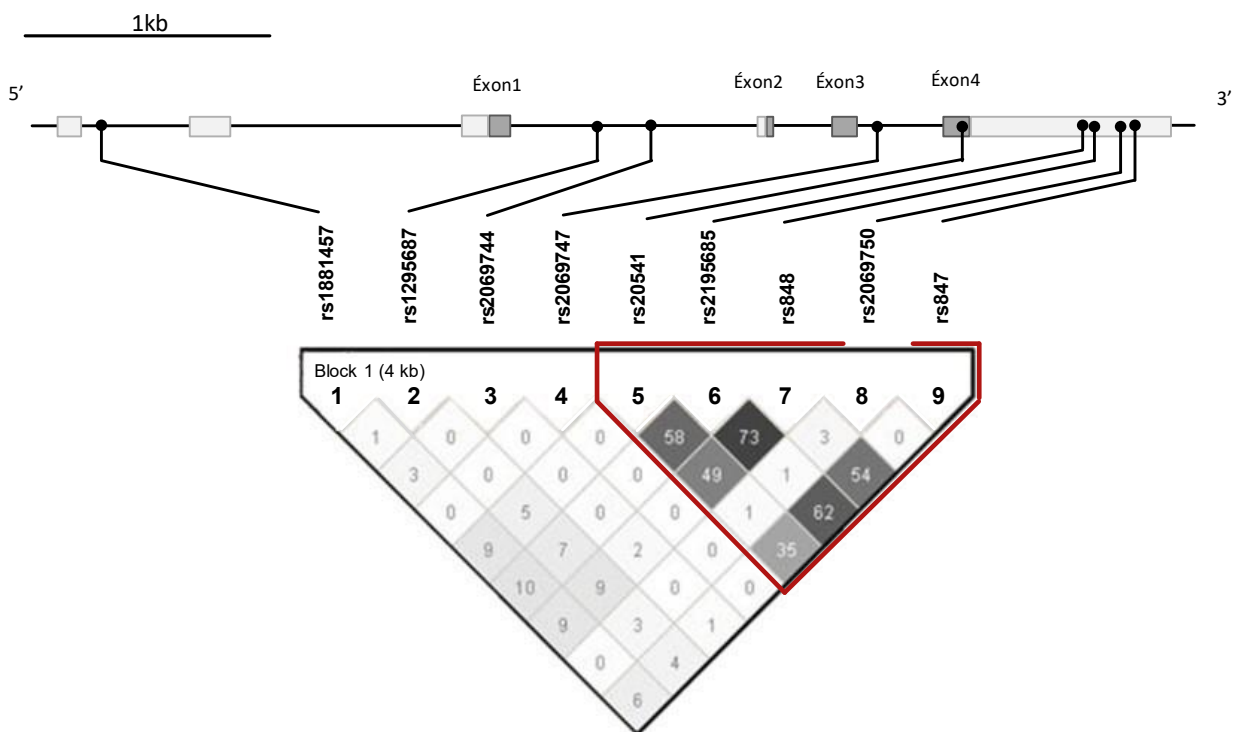 1kb
Éxon1 Éxon2 Éxon3 Éxon4
5’ 3’
rs1881457
rs1295687
rs2069744
rs2069747
rs20541
rs2195685
rs848
rs2069750
rs847
Block 1 (4 kb)
1 2 3 4 5 6 7 8 9
1 0 0 0 58 73 3 0
3 0 0 0 49 1 54
0 5 0 0 1 62
9 7 2 0 35
10 9 0 0
9 3 1
0 4
6